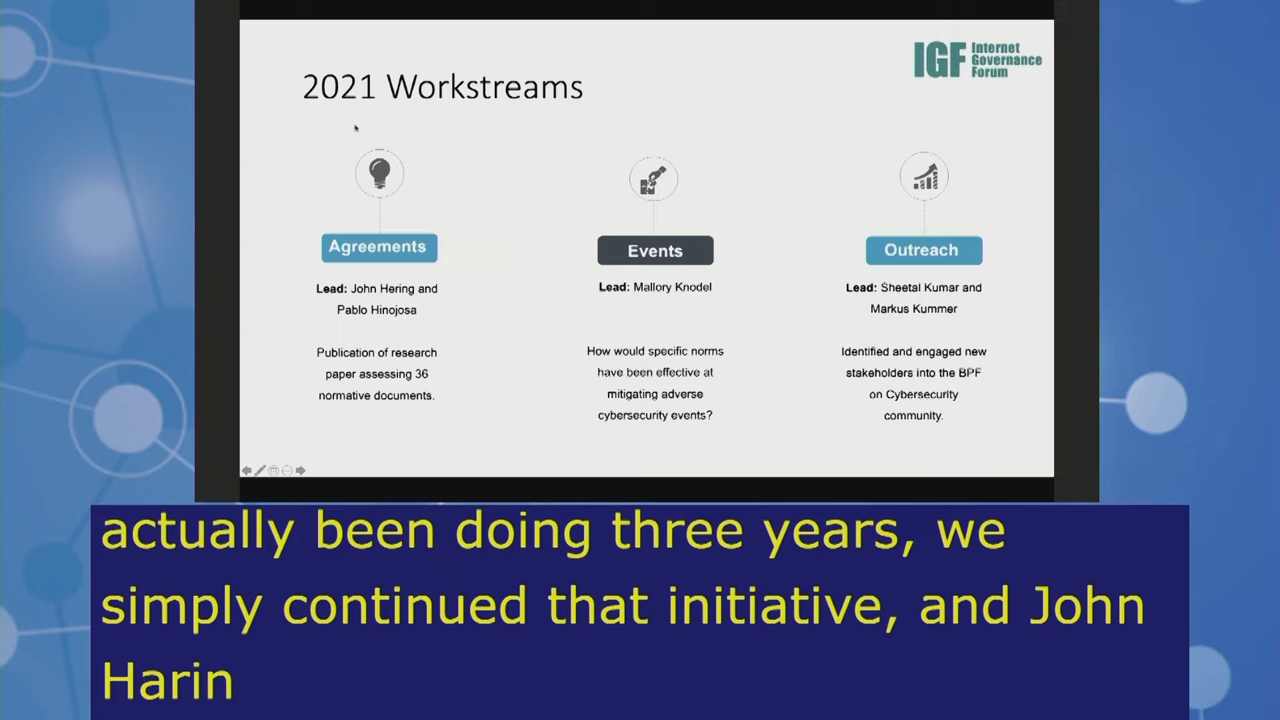 IGF Internet
Governance
Forum
2021 Workstreams
Agreements
Lead: John Hering and
Pablo Hinojosa
Publication of research
paper assessing 36
normative documents.
Events
Lead: Mallory Knodel
How would specific norms
have been effective at
mitigating adverse
cybersecurity events?
Outreach
Lead: Sheetal Kumar and
Markus Kummer
Identified and engaged new
stakeholders into the BPF
on Cybersecurity
community.
actually been doing three years, we
simply continued that initiative, and John
Harin